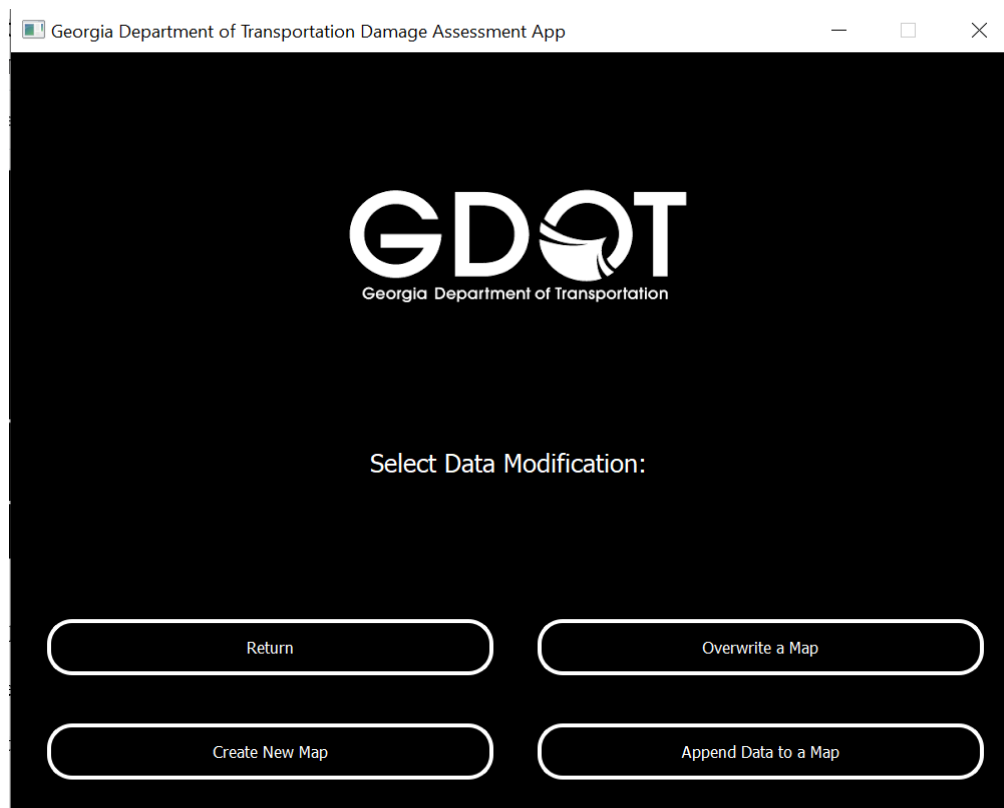 Georgia Department of Transportation Damage Assessment App
GDOT
Georgia Department of Transportation
Select Data Modification:
Return
Overwrite a Map
Create New Map
Append Data to a Map